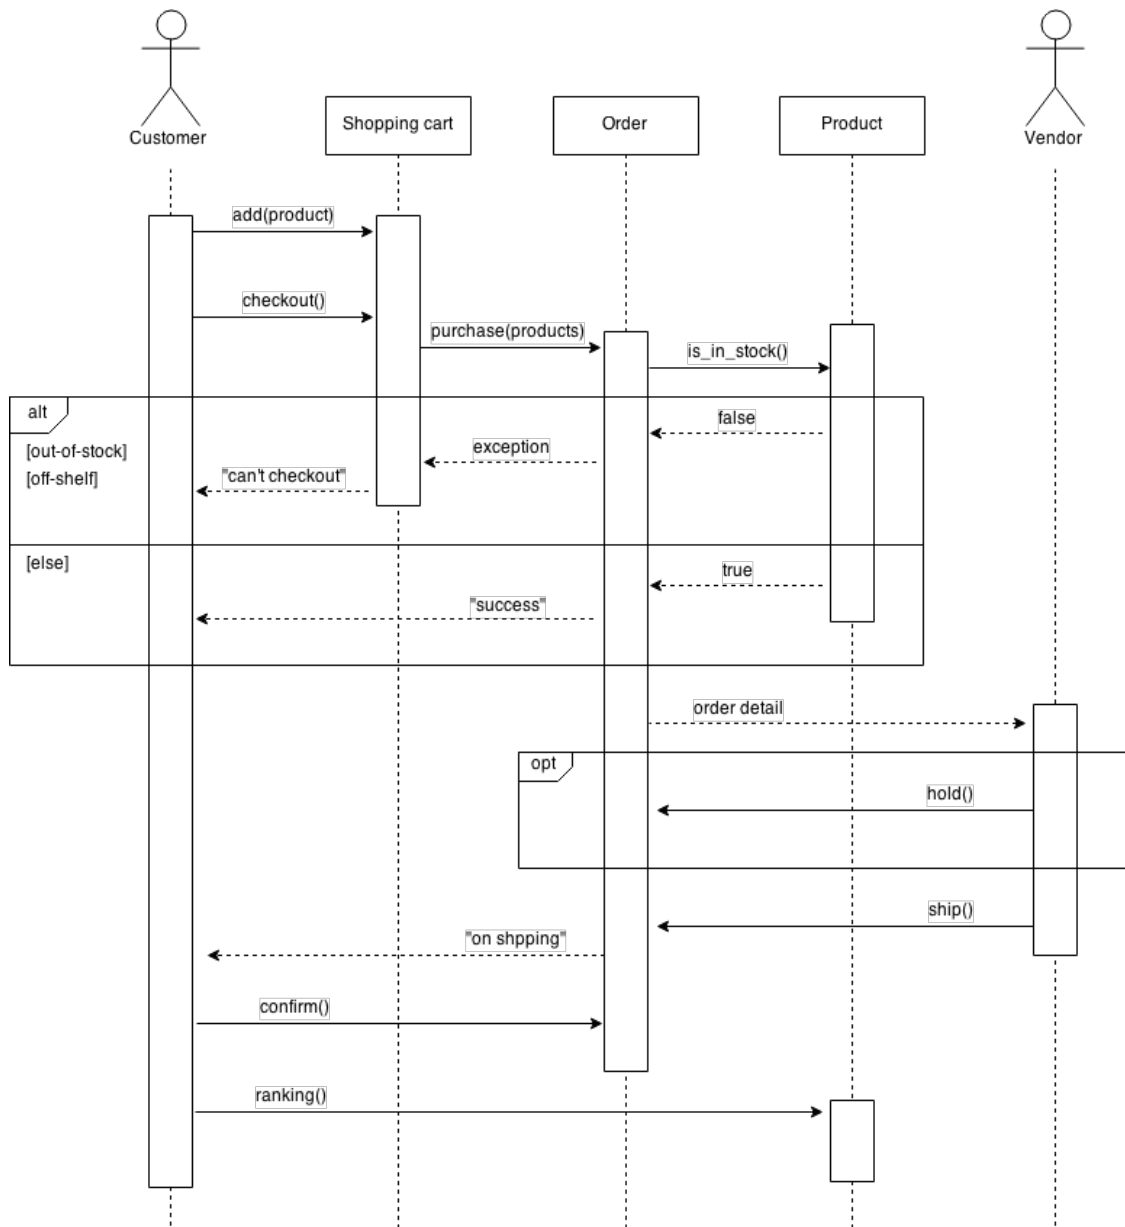 Customer
Shopping cart
Order
Product
Vendor
add(product)
checkout()
purchase(products)
is_in_stock()
alt
[out-of-stock]
[off-shelf]
false
exception
"can't checkout"
[else]
true
"success"
order detail
opt
hold()
ship()
"on shpping"
confirm()
ranking()